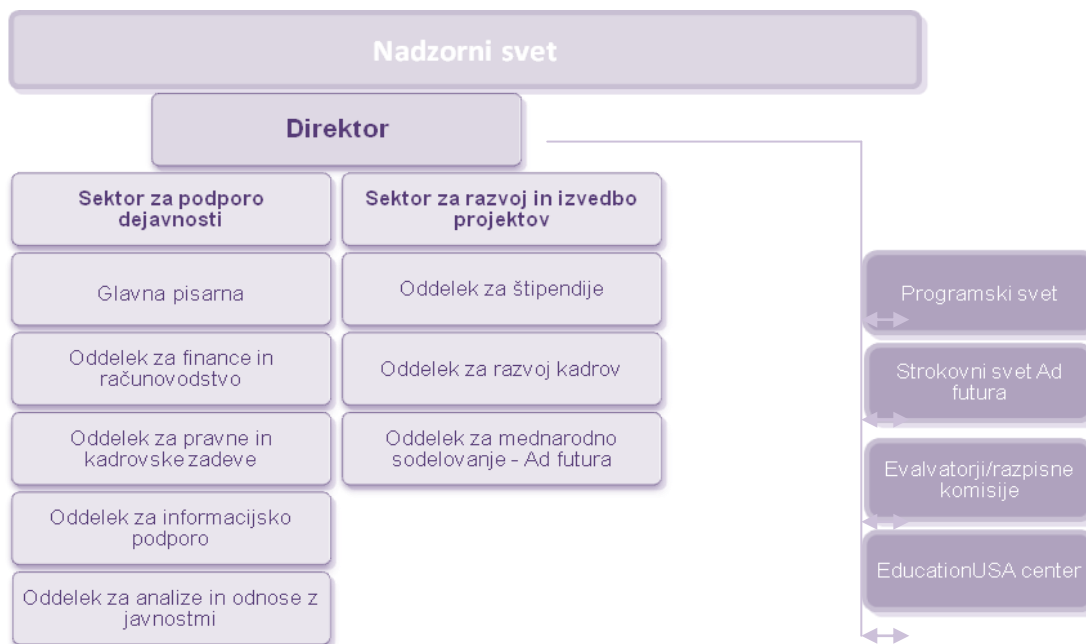 Nadzorni svet
Direktor
Sektor za podporo
dejavnosti
Glavna pisarna
Oddelek za finance in
računovodstvo
Oddelek za pravne in
kadrovske zadeve
Oddelek za informacijsko
podporo
Oddelek za analize in odnose z
javnostmi
Sektor za razvoj in izvedbo
projektov
Oddelek za štipendije
Oddelek za razvoj kadrov
Oddelek za mednarodno
sodelovanje - Ad futura
Programski svet
Strokovni svet Ad
futura
Evalvatorji/razpisne
komisije
EducationUSA center